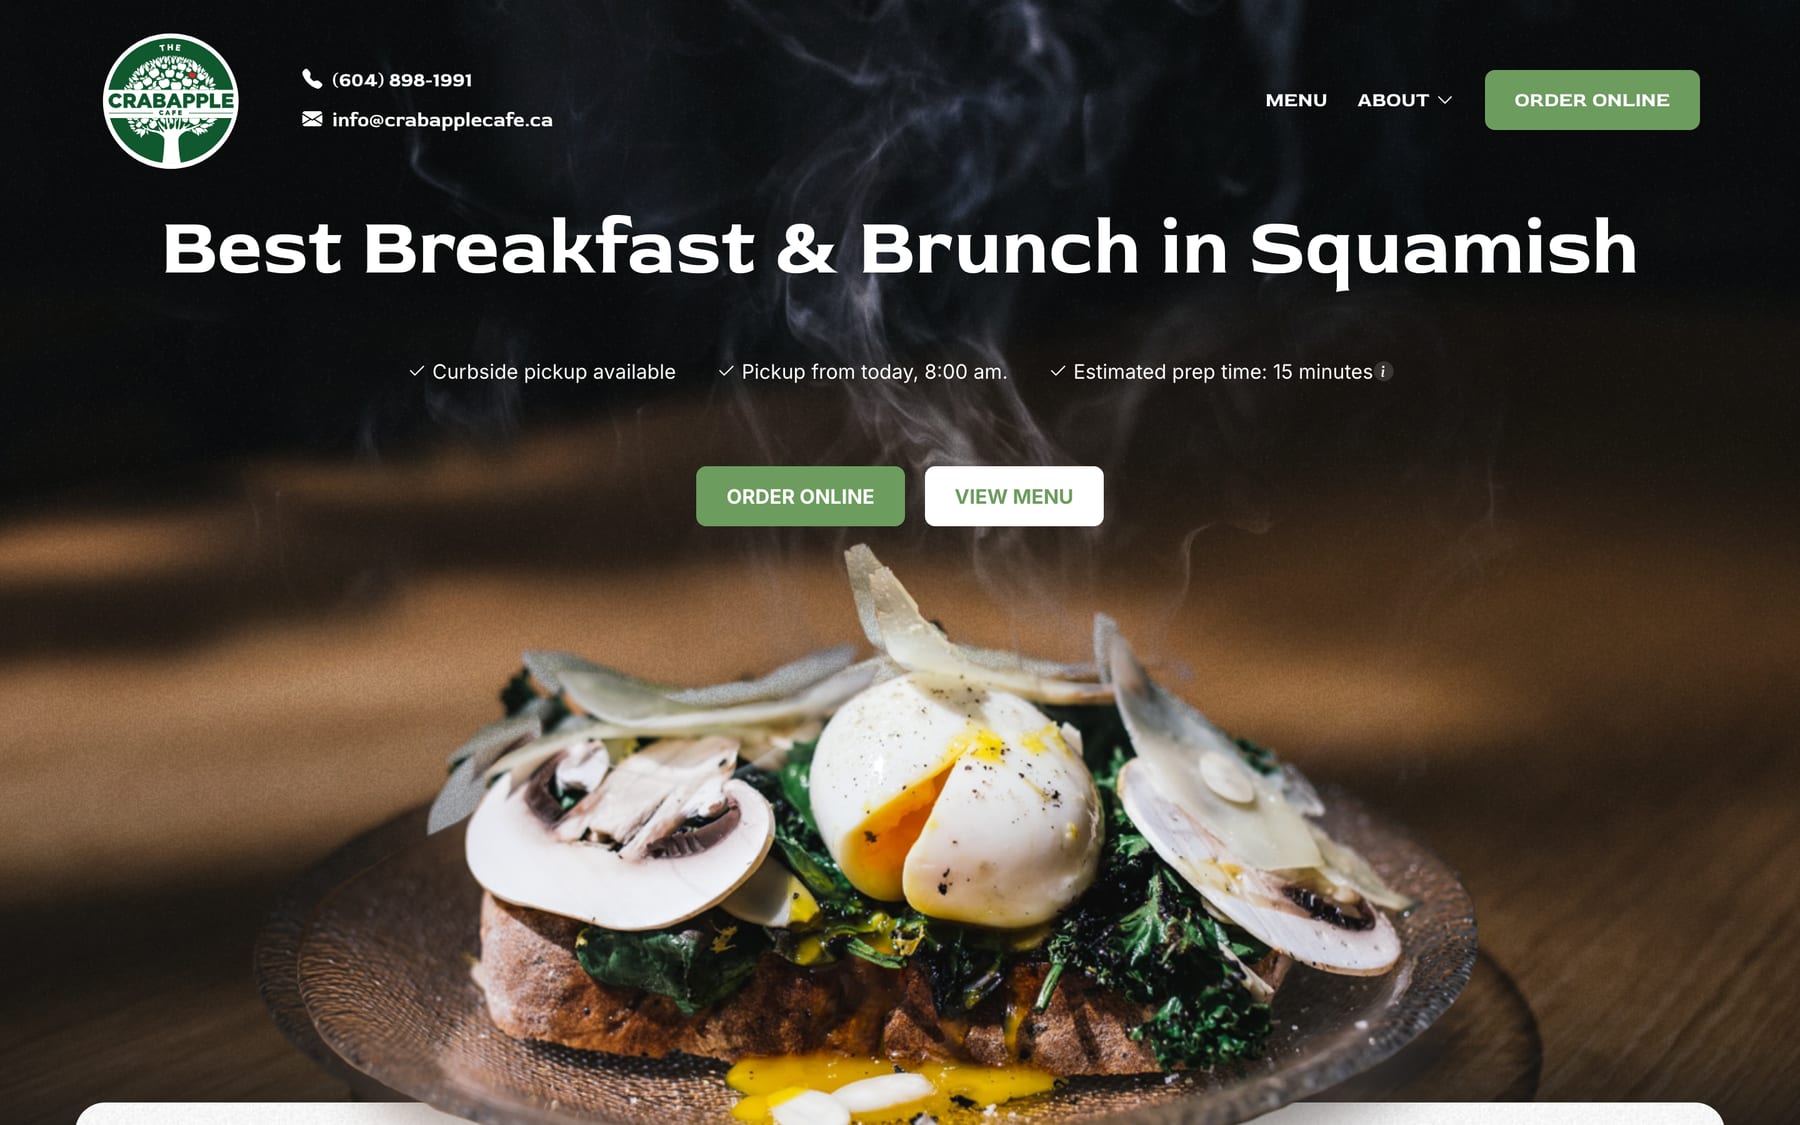 THE
CRABAPPLE
CAFE
(604) 898-1991
info@crabapplecafe.ca
MENU
ABOUT
ORDER ONLINE
Best Breakfast & Brunch in Squamish
Curbside pickup available
Pickup from today, 8:00 am.
Estimated prep time: 15 minutes i
ORDER ONLINE
VIEW MENU